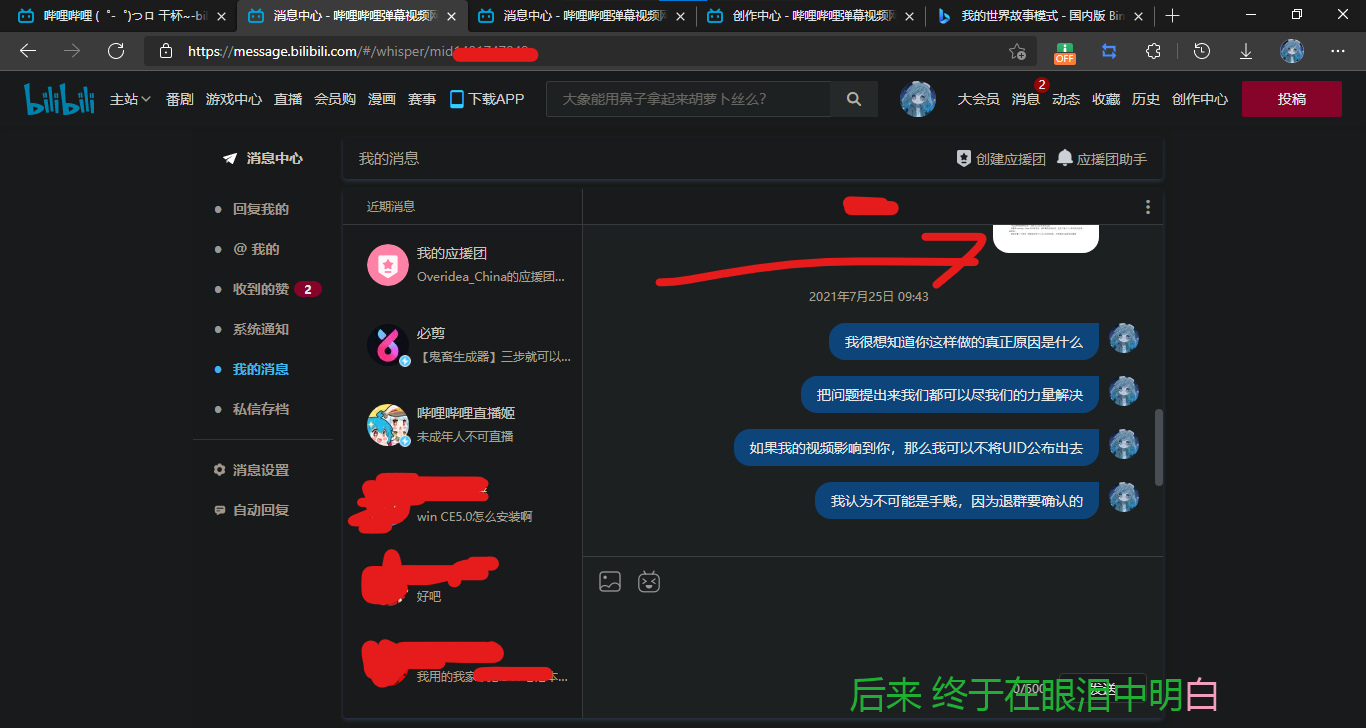 哔哩哔哩 (゜-゜)つロ 干杯~-bi
消息中心 - 哔哩哔哩弹幕视频网
消息中心 - 哔哩哔哩弹幕视频网
创作中心 - 哔哩哔哩弹幕视频网
我的世界故事模式 - 国内版 Bin
https://message.bilibili.com/#/whisper/mid
OFF
bilibili
主站
番剧
游戏中心
直播
会员购
漫画
赛事
下载APP
大象能用鼻子拿起来胡萝卜丝么?
大会员
消息
2
动态
收藏
历史
创作中心
投稿
消息中心
回复我的
@ 我的
收到的赞
2
系统通知
我的消息
私信存档
消息设置
自动回复
我的消息
创建应援团
应援团助手
近期消息
我的应援团
Overidea_China的应援团...
必剪
【鬼畜生成器】三步就可以...
哔哩哔哩直播姬
未成年人不可直播
win CE5.0怎么安装啊
好吧
我用的我家
本...
2021年7月25日 09:43
我很想知道你这样做的真正原因是什么
把问题提出来我们都可以尽我们的力量解决
如果我的视频影响到你，那么我可以不将UID公布出去
我认为不可能是手贱，因为退群要确认的
0/500
发送
后来 终于在眼泪中明白